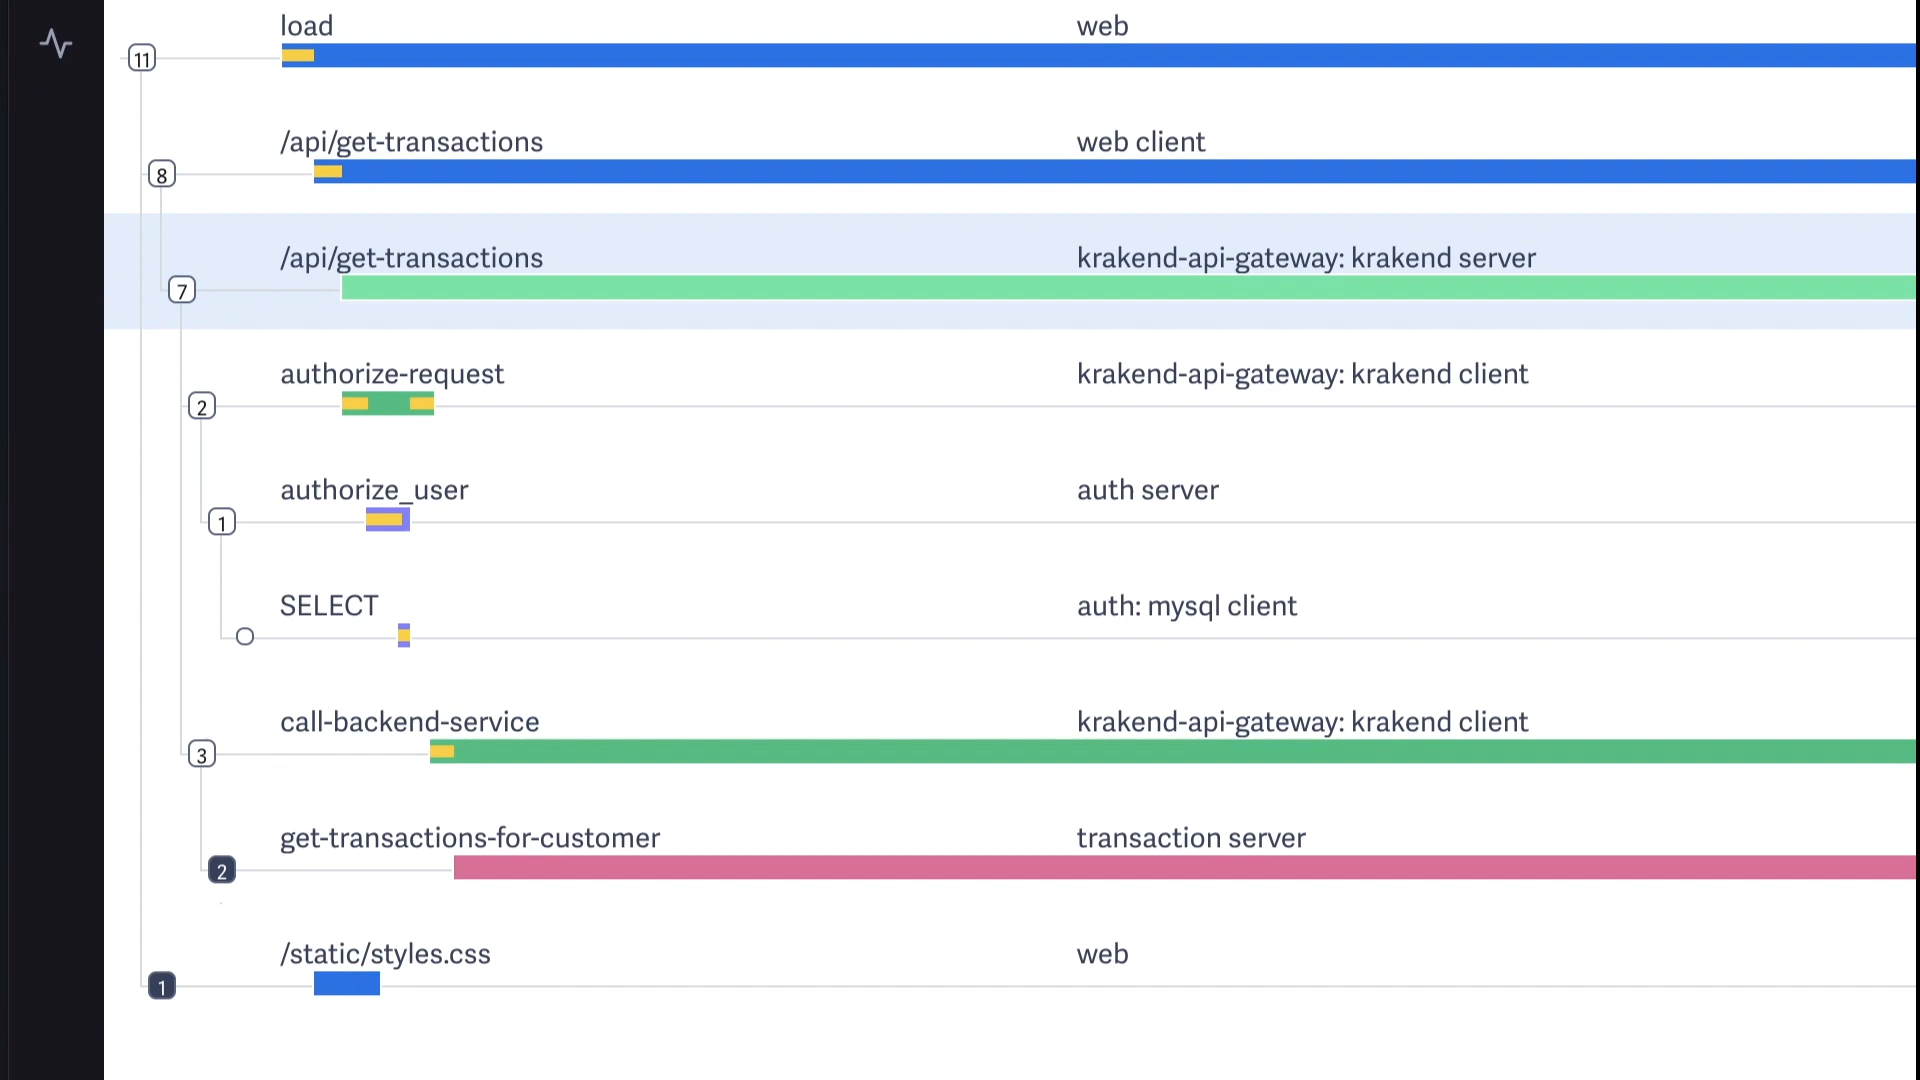 load web
11
/api/get-transactions web client
8
/api/get-transactions krakend-api-gateway: krakend server
7
authorize-request krakend-api-gateway: krakend client
2
authorize_user auth server
1
SELECT auth: mysql client
call-backend-service krakend-api-gateway: krakend client
3
get-transactions-for-customer transaction server
2
/static/styles.css web
1